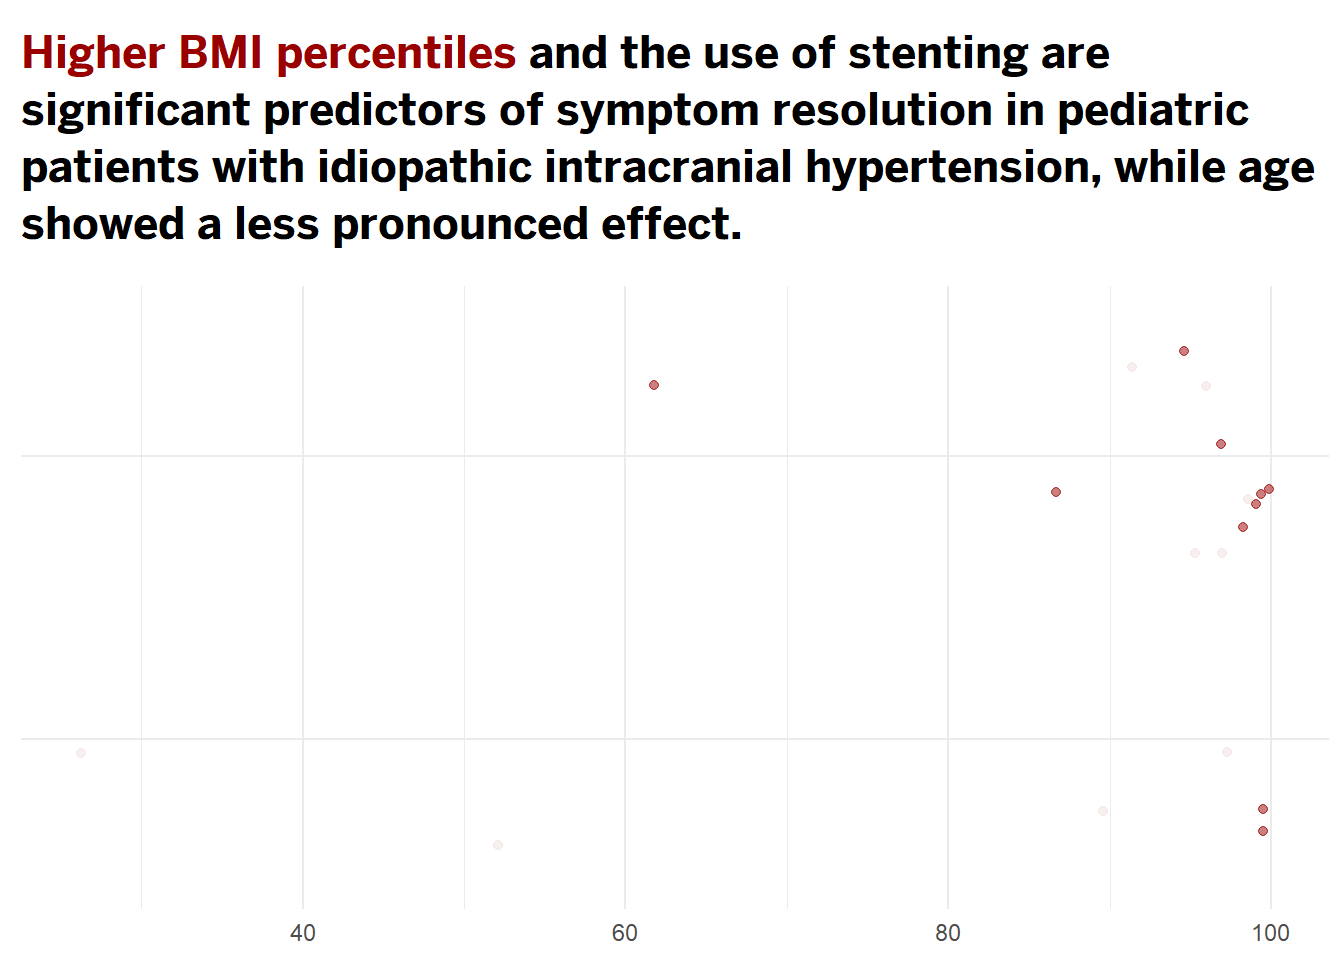 Higher BMI percentiles and the use of stenting are
significant predictors of symptom resolution in pediatric
patients with idiopathic intracranial hypertension, while age
showed a less pronounced effect.
40 60 80 100